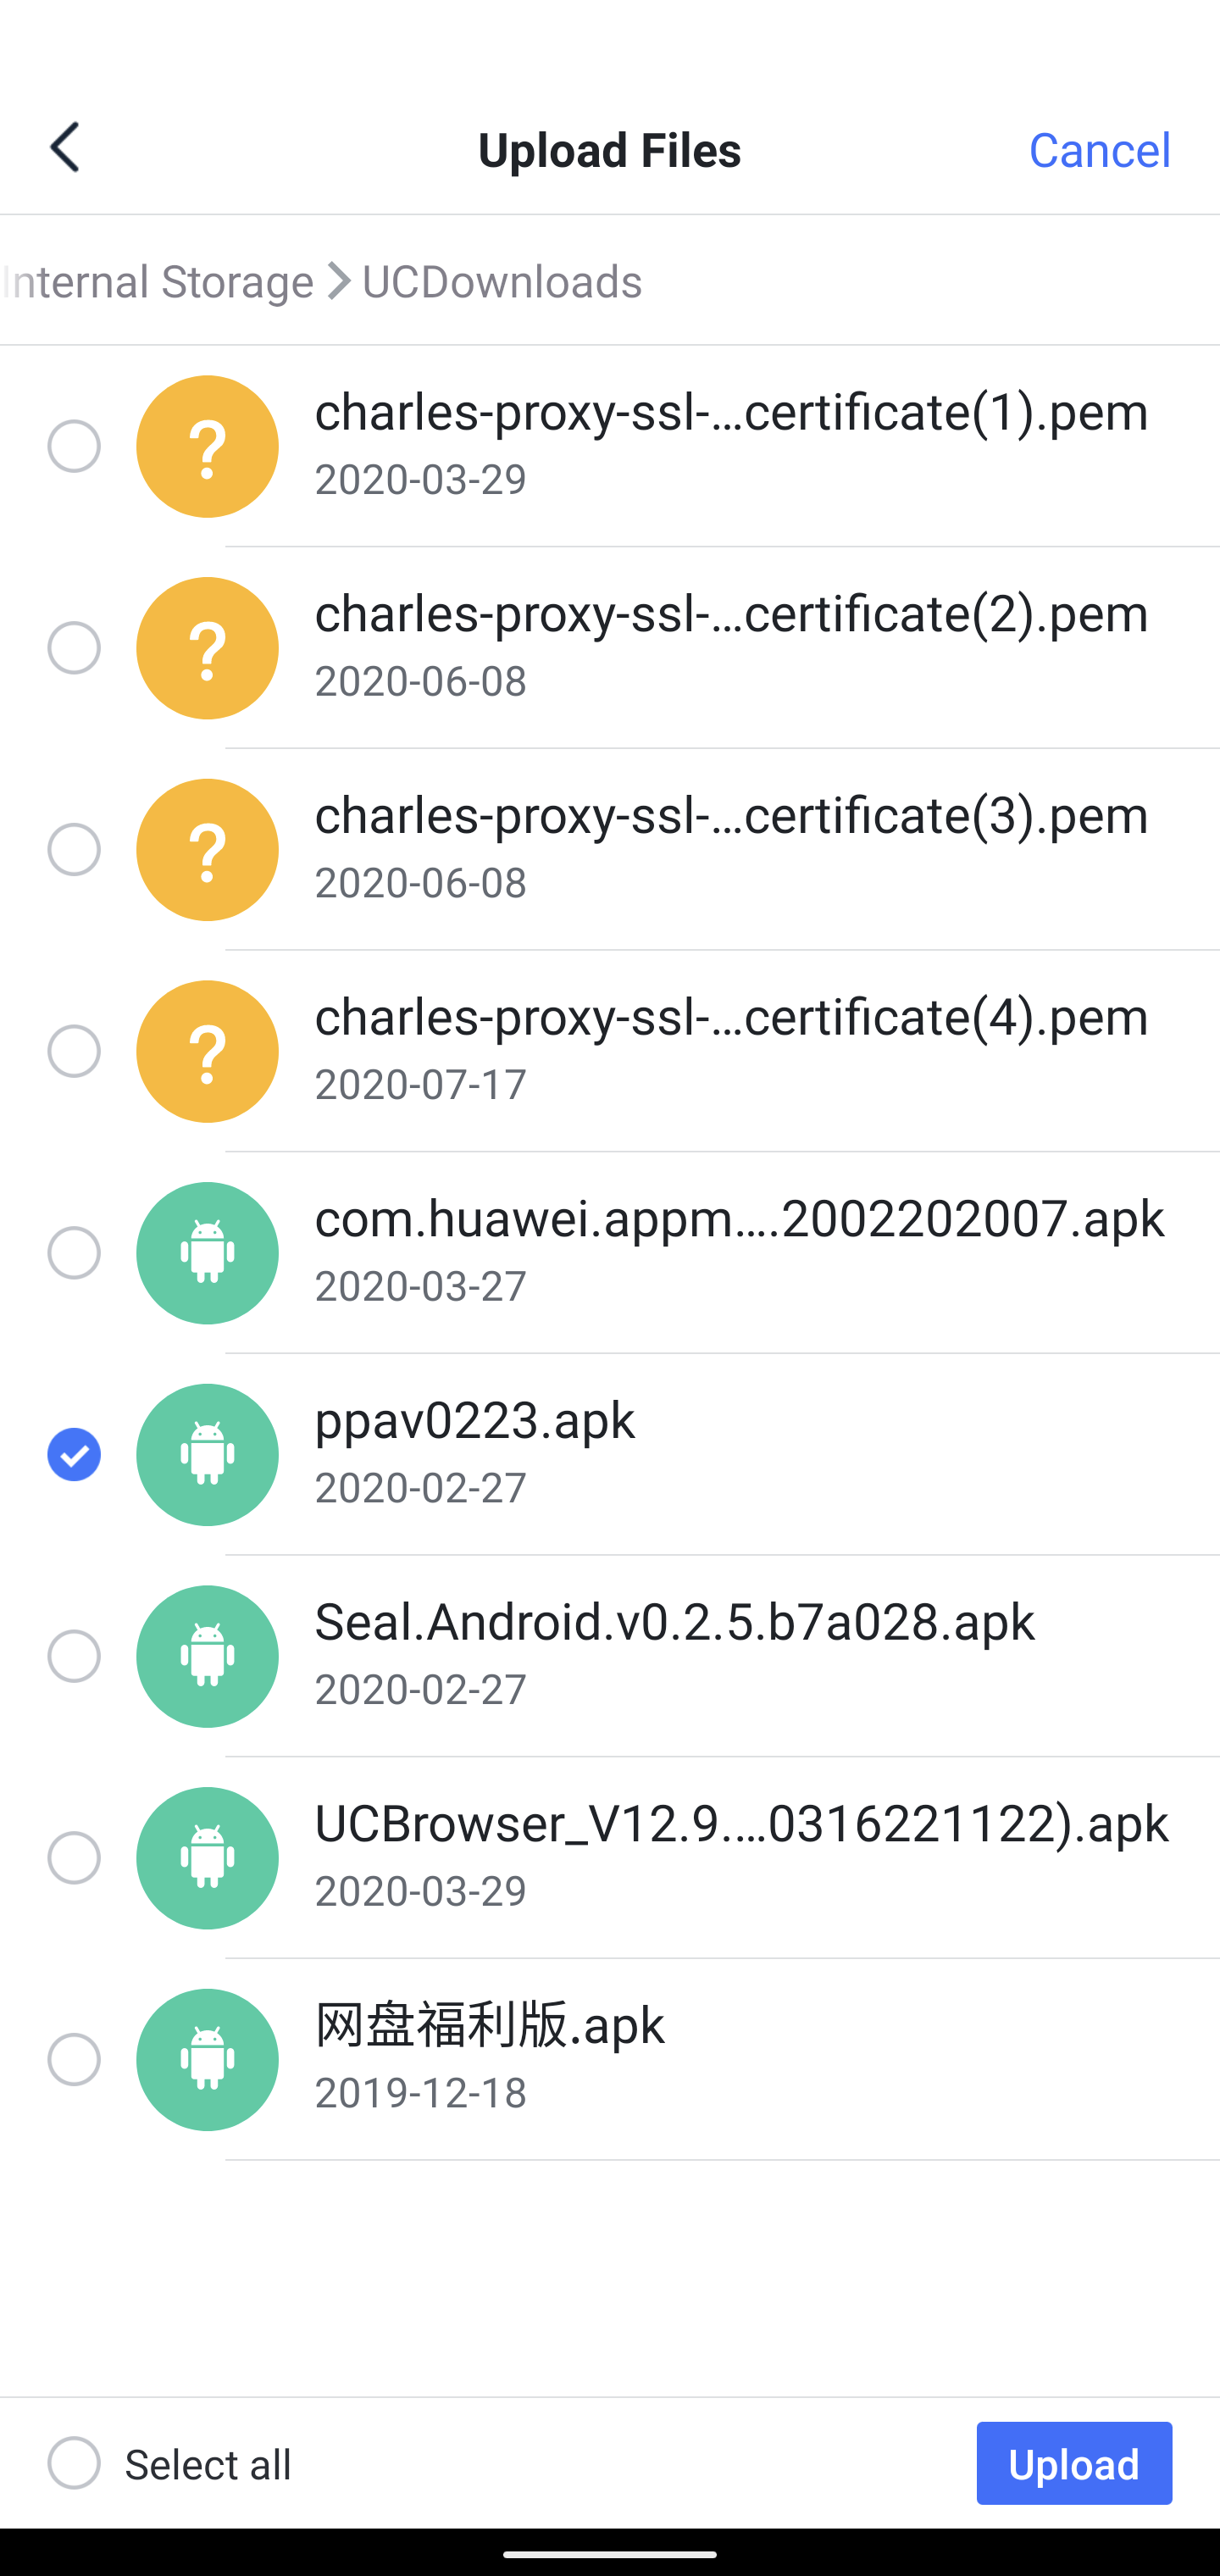 Upload Files
Cancel
Internal Storage > UCDownloads
?
charles-proxy-ssl-...certificate(1).pem
2020-03-29
?
charles-proxy-ssl-...certificate(2).pem
2020-06-08
?
charles-proxy-ssl-...certificate(3).pem
2020-06-08
?
charles-proxy-ssl-...certificate(4).pem
2020-07-17
com.huawei.appm....2002202007.apk
2020-03-27
ppav0223.apk
2020-02-27
Seal.Android.v0.2.5.b7a028.apk
2020-02-27
UCBrowser_V12.9....0316221122).apk
2020-03-29
网盘福利版.apk
2019-12-18
Select all
Upload